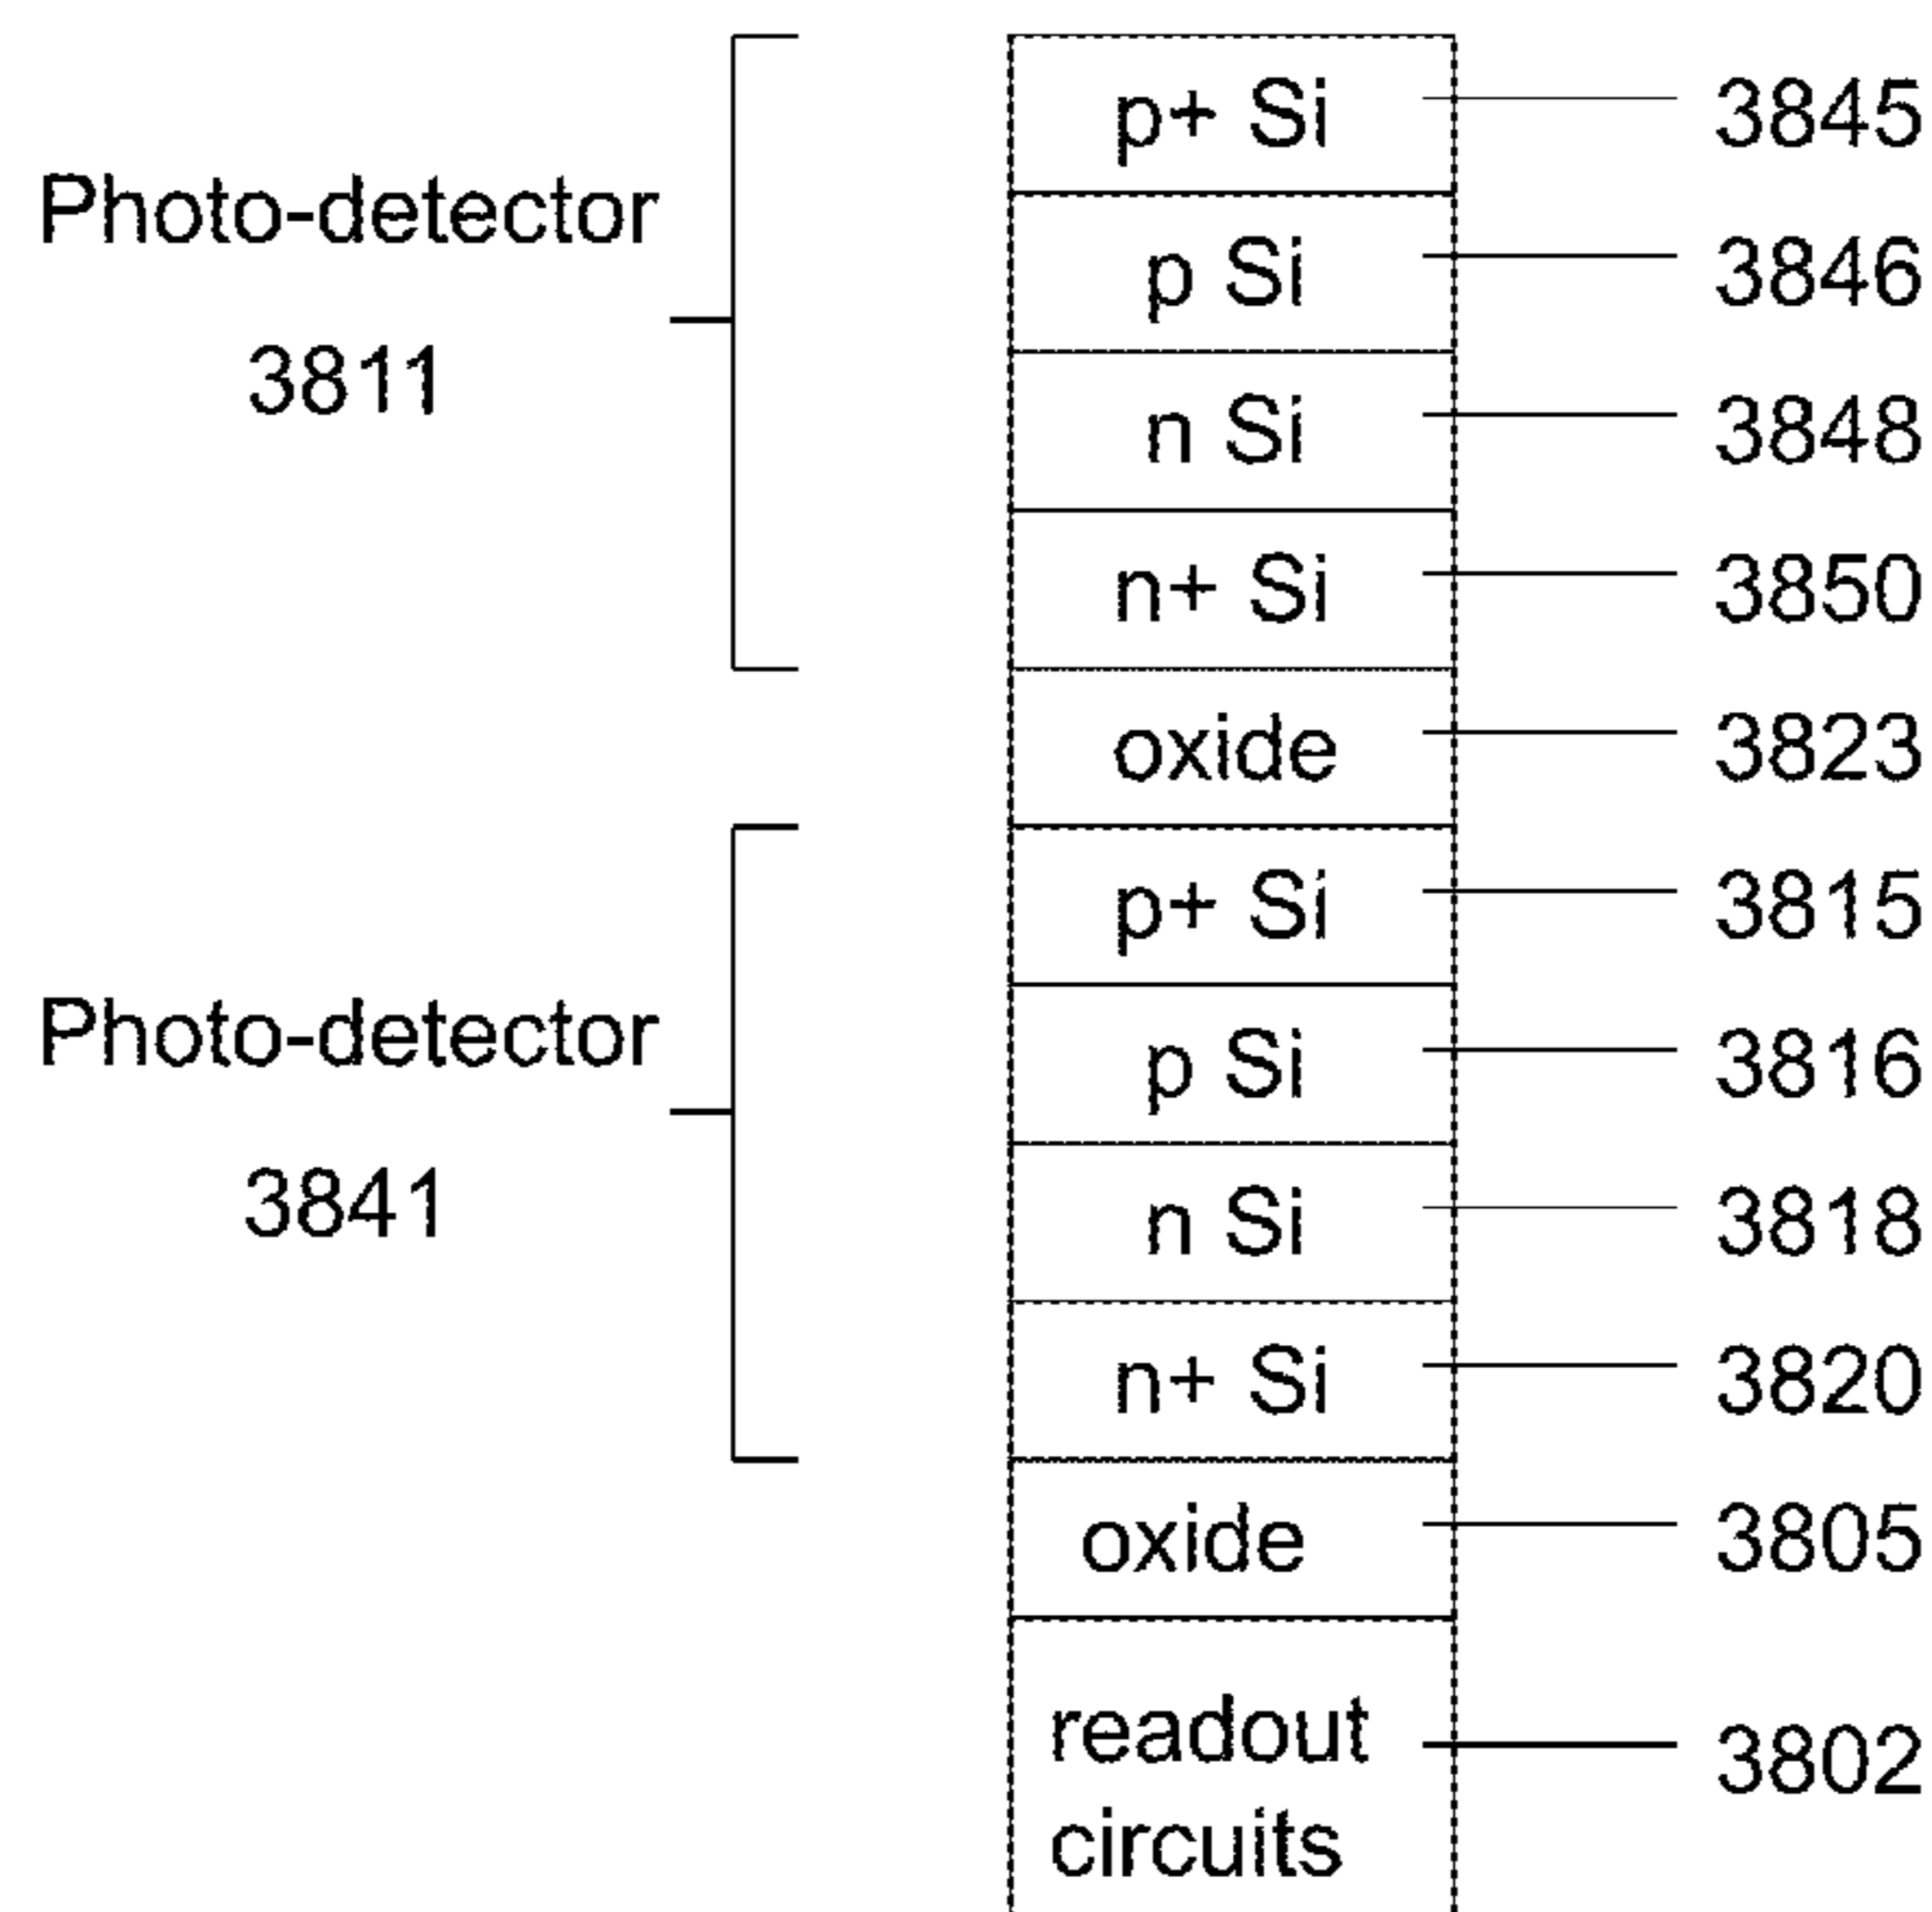 p+ Si 3845
Photo-detector
3811
p Si 3846
n Si 3848
n+ Si 3850
oxide 3823
p+ Si 3815
Photo-detector
3841
p Si 3816
n Si 3818
n+ Si 3820
oxide 3805
readout
circuits
3802